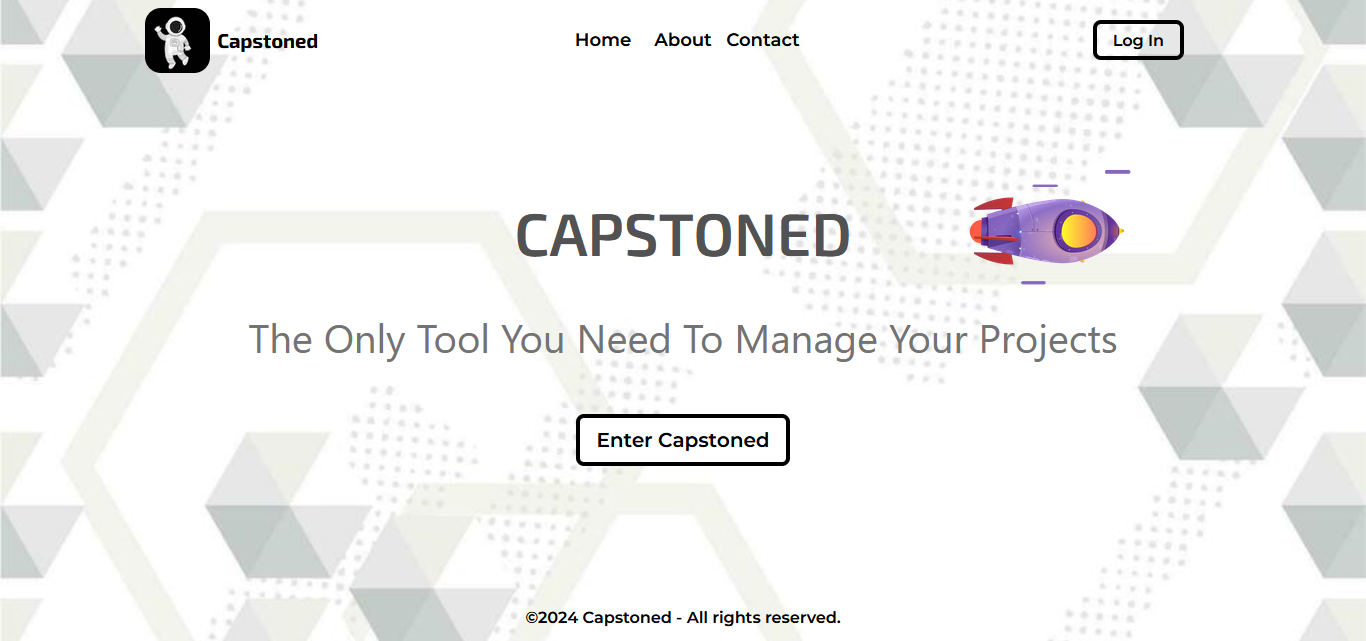 Capstoned
Home About Contact
Log In
CAPSTONED
The Only Tool You Need To Manage Your Projects
Enter Capstoned
©2024 Capstoned - All rights reserved.